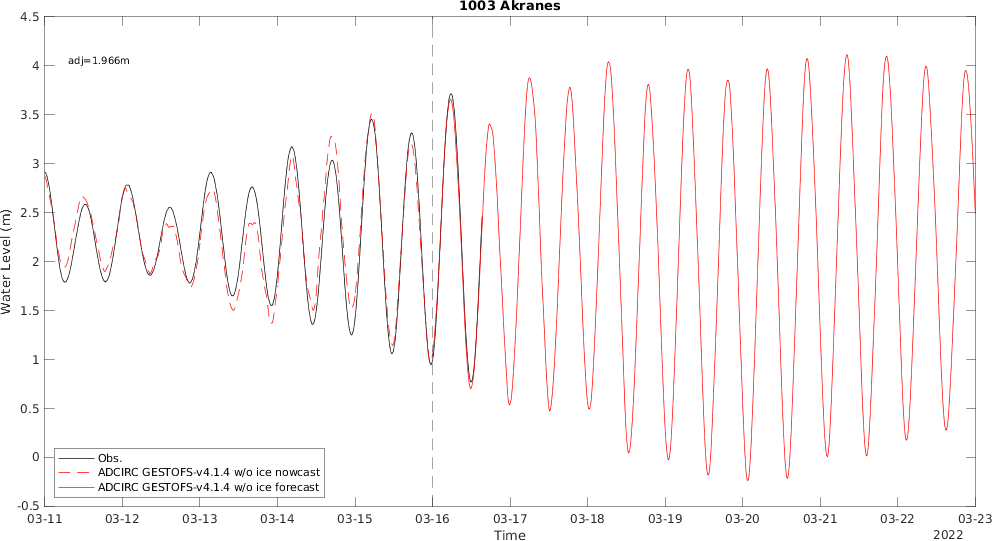 1003 Akranes
4.5
4
3.5
3
2.5
2
1.5
1
0.5
0
-0.5
Water Level (m)
adj=1.966m
Obs.
ADCIRC GESTOFS-v4.1.4 w/o ice nowcast
ADCIRC GESTOFS-v4.1.4 w/o ice forecast
03-11 03-12 03-13 03-14 03-15 03-16 03-17 03-18 03-19 03-20 03-21 03-22 03-23
Time
2022